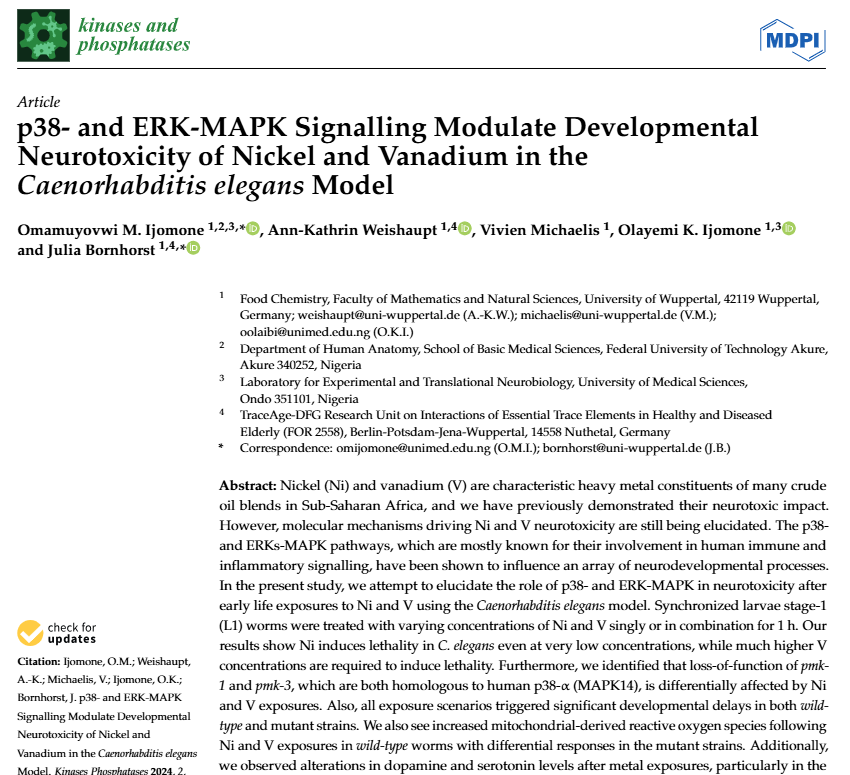 kinases and
phosphatases
MDPI
Article
p38- and ERK-MAPK Signalling Modulate Developmental
Neurotoxicity of Nickel and Vanadium in the
Caenorhabditis elegans Model
Omamuyovwi M. Ijomone 1,2,3,*, Ann-Kathrin Weishaupt 1,4, Vivien Michaelis 1, Olayemi K. Ijomone 1,3
and Julia Bornhorst 1,4,*
1 Food Chemistry, Faculty of Mathematics and Natural Sciences, University of Wuppertal, 42119 Wuppertal,
Germany; weishaupt@uni-wuppertal.de (A.-K.W.); michaelis@uni-wuppertal.de (V.M.);
oolaibi@unimed.edu.ng (O.K.I.)
2 Department of Human Anatomy, School of Basic Medical Sciences, Federal University of Technology Akure,
Akure 340252, Nigeria
3 Laboratory for Experimental and Translational Neurobiology, University of Medical Sciences,
Ondo 351101, Nigeria
4 TraceAge-DFG Research Unit on Interactions of Essential Trace Elements in Healthy and Diseased
Elderly (FOR 2558), Berlin-Potsdam-Jena-Wuppertal, 14558 Nuthetal, Germany
* Correspondence: omijomone@unimed.edu.ng (O.M.I.); bornhorst@uni-wuppertal.de (J.B.)
Abstract: Nickel (Ni) and vanadium (V) are characteristic heavy metal constituents of many crude
oil blends in Sub-Saharan Africa, and we have previously demonstrated their neurotoxic impact.
However, molecular mechanisms driving Ni and V neurotoxicity are still being elucidated. The p38-
and ERKs-MAPK pathways, which are mostly known for their involvement in human immune and
inflammatory signalling, have been shown to influence an array of neurodevelopmental processes.
In the present study, we attempt to elucidate the role of p38- and ERK-MAPK in neurotoxicity after
early life exposures to Ni and V using the Caenorhabditis elegans model. Synchronized larvae stage-1
(L1) worms were treated with varying concentrations of Ni and V singly or in combination for 1 h. Our
results show Ni induces lethality in C. elegans even at very low concentrations, while much higher V
concentrations are required to induce lethality. Furthermore, we identified that loss-of-function of pmk-
1 and pmk-3, which are both homologous to human p38-α (MAPK14), is differentially affected by Ni
and V exposures. Also, all exposure scenarios triggered significant developmental delays in both wild-
type and mutant strains. We also see increased mitochondrial-derived reactive oxygen species following
Ni and V exposures in wild-type worms with differential responses in the mutant strains. Additionally,
we observed alterations in dopamine and serotonin levels after metal exposures, particularly in the
check for
updates
Citation: Ijomone, O.M.; Weishaupt,
A.-K.; Michaelis, V.; Ijomone, O.K.;
Bornhorst, J. p38- and ERK-MAPK
Signalling Modulate Developmental
Neurotoxicity of Nickel and
Vanadium in the Caenorhabditis elegans
Model. Kinases Phosphatases 2024, 2,